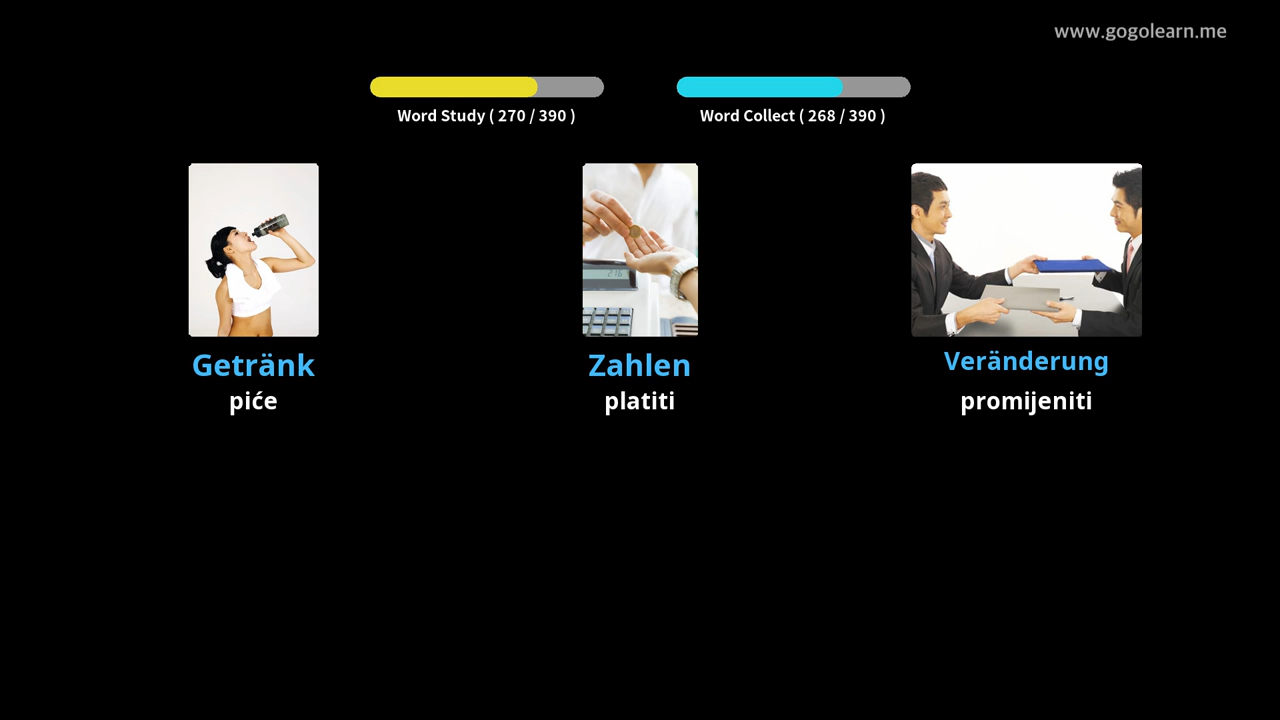 www.gogolearn.me
Word Study ( 270 / 390 )
Word Collect ( 268 / 390 )
Getränk
Zahlen
Veränderung
piće
platiti
promijeniti